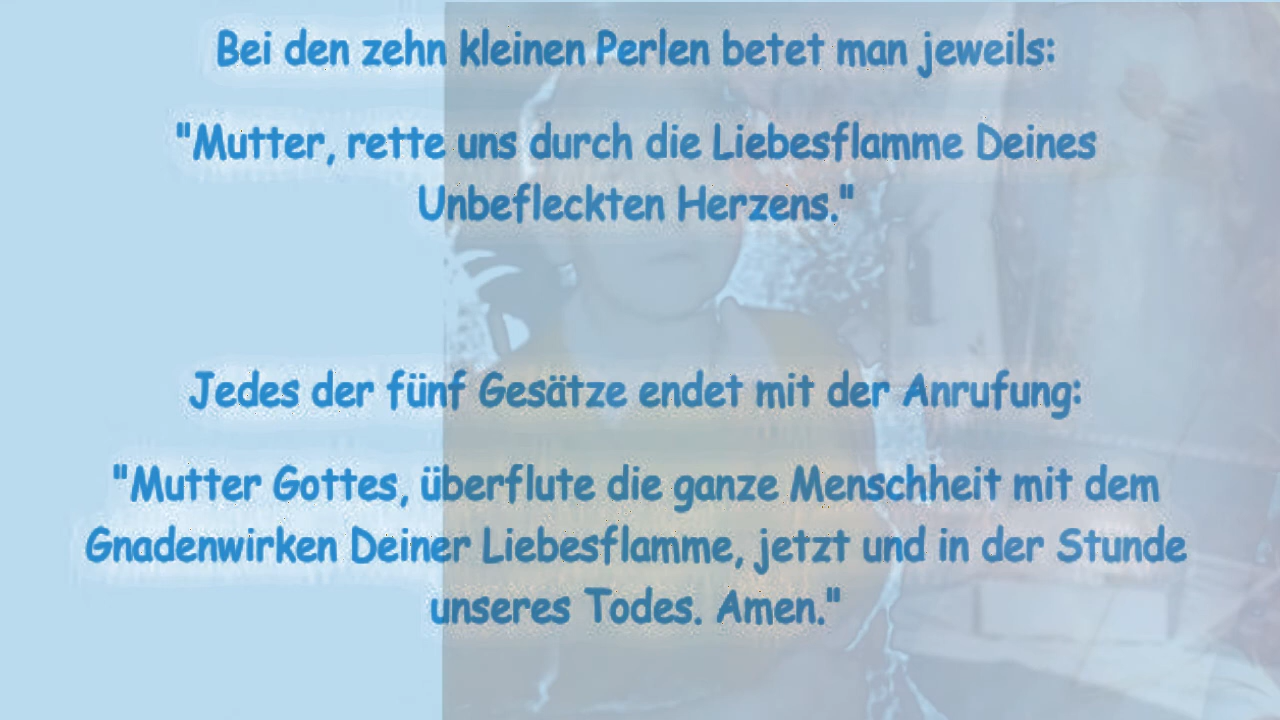 Bei den zehn kleinen Perlen betet man jeweils:
"Mutter, rette uns durch die Liebesflamme Deines
Unbefleckten Herzens."
Jedes der fünf Gesätze endet mit der Anrufung:
"Mutter Gottes, überflute die ganze Menschheit mit dem
Gnadenwirken Deiner Liebesflamme, jetzt und in der Stunde
unseres Todes. Amen."